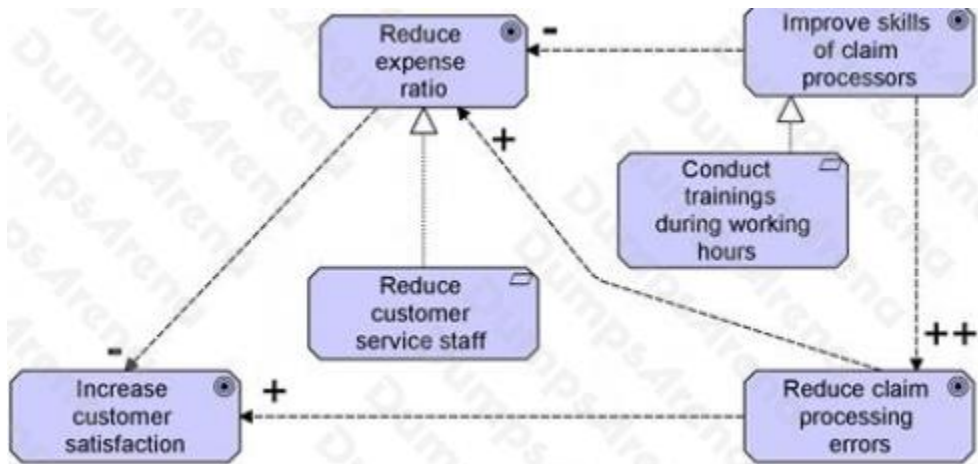 Reduce
expense
ratio
-
Improve skills
of claim
processors
+
Conduct
trainings
during working
hours
Reduce
customer
service staff
++
-
Increase
customer
satisfaction
+
Reduce claim
processing
errors
DumpsArena